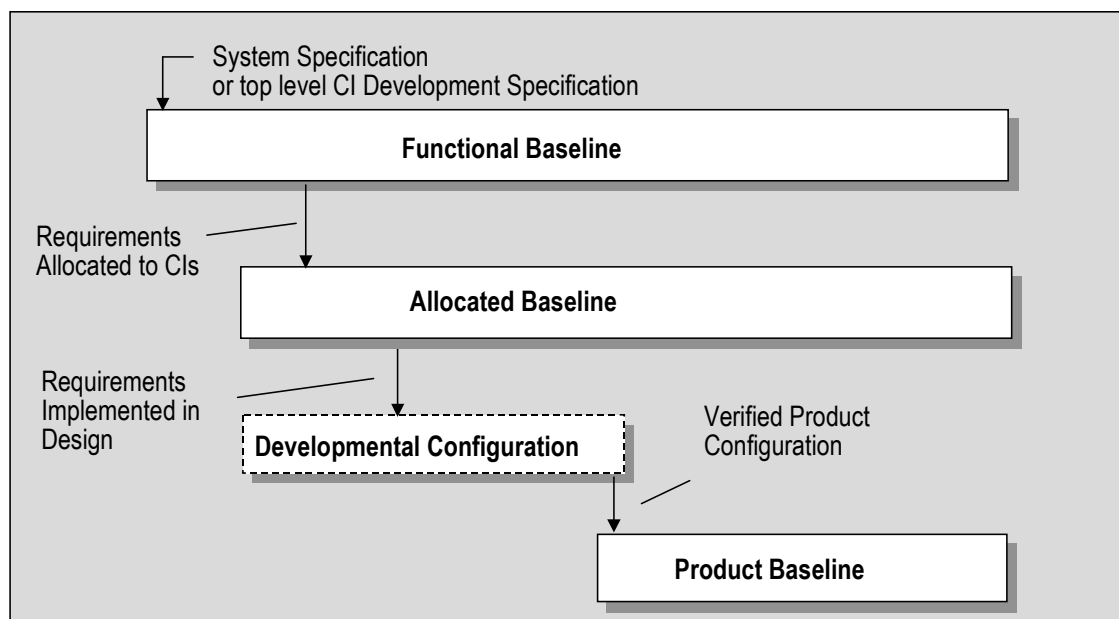 System Specification
or top level CI Development Specification
Functional Baseline
Requirements
Allocated to CIs
Allocated Baseline
Requirements
Implemented in
Design
Developmental Configuration
Verified Product
Configuration
Product Baseline